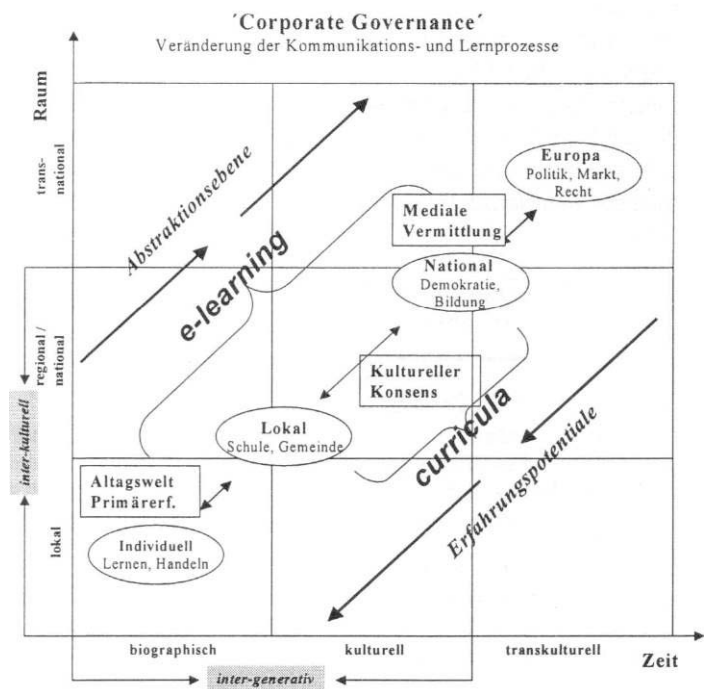 ´Corporate Governance´
Veränderung der Kommunikations- und Lernprozesse
Raum
trans-
national
regional /
national
lokal
inter-kulturell
Abstraktionsebene
e-learning
Europa
Politik, Markt,
Recht
Mediale
Vermittlung
National
Demokratie,
Bildung
Kultureller
Konsens
Lokal
Schule, Gemeinde
curricula
Erfahrungspotentiale
Altagswelt
Primärerf.
Individuell
Lernen, Handeln
biographisch
kulturell
transkulturell
Zeit
inter-generativ